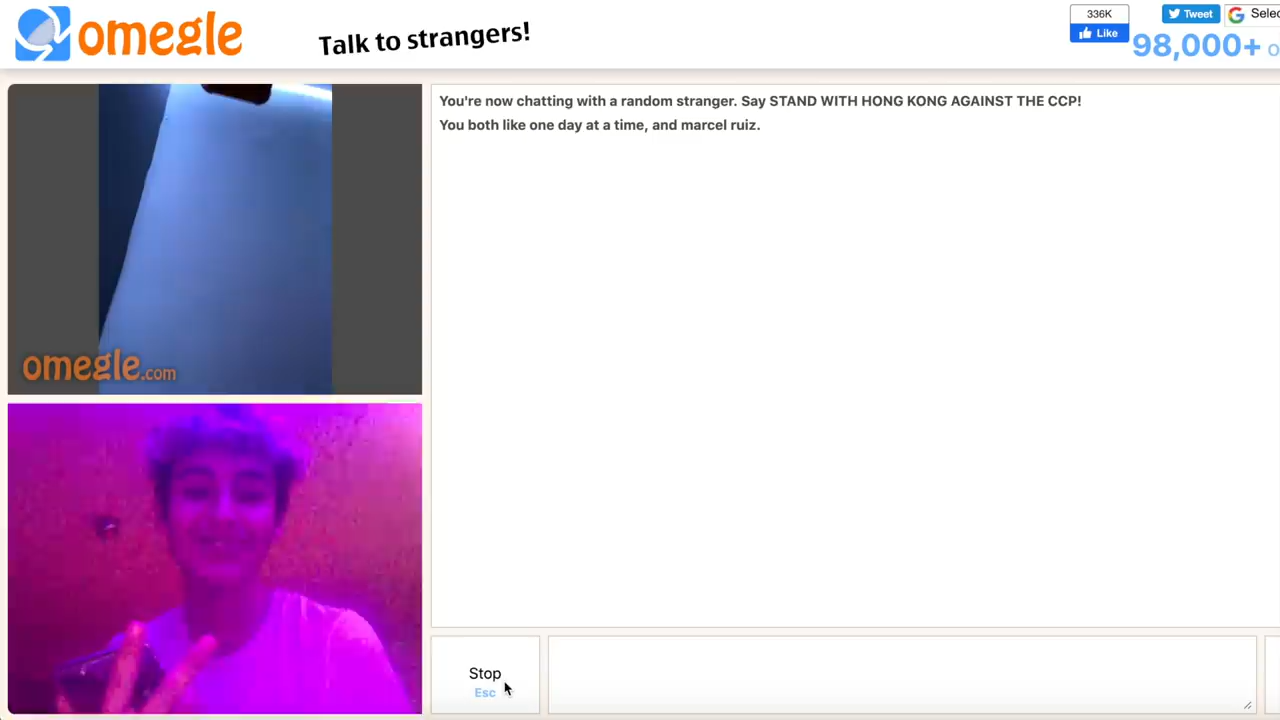 omegle
Talk to strangers!
336K
Like
Tweet
98,000+
You're now chatting with a random stranger. Say STAND WITH HONG KONG AGAINST THE CCP!
You both like one day at a time, and marcel ruiz.
omegle.com
Stop
Esc